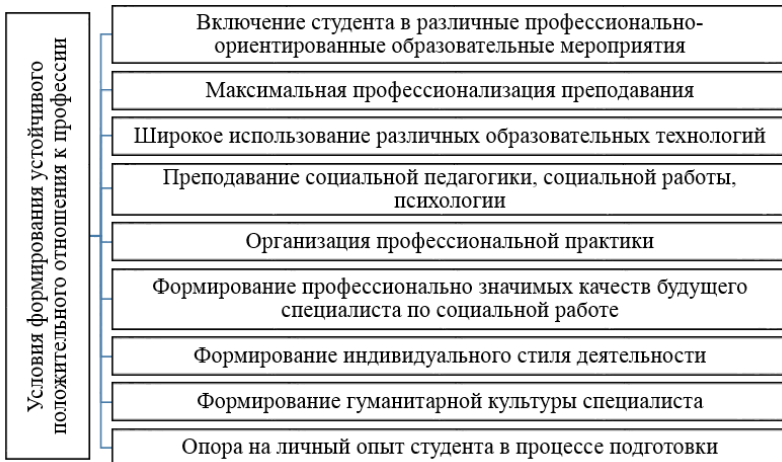 Условия формирования устойчивого
положительного отношения к профессии
Включение студента в различные профессионально-
ориентированные образовательные мероприятия
Максимальная профессионализация преподавания
Широкое использование различных образовательных технологий
Преподавание социальной педагогики, социальной работы,
психологии
Организация профессиональной практики
Формирование профессионально значимых качеств будущего
специалиста по социальной работе
Формирование индивидуального стиля деятельности
Формирование гуманитарной культуры специалиста
Опора на личный опыт студента в процессе подготовки